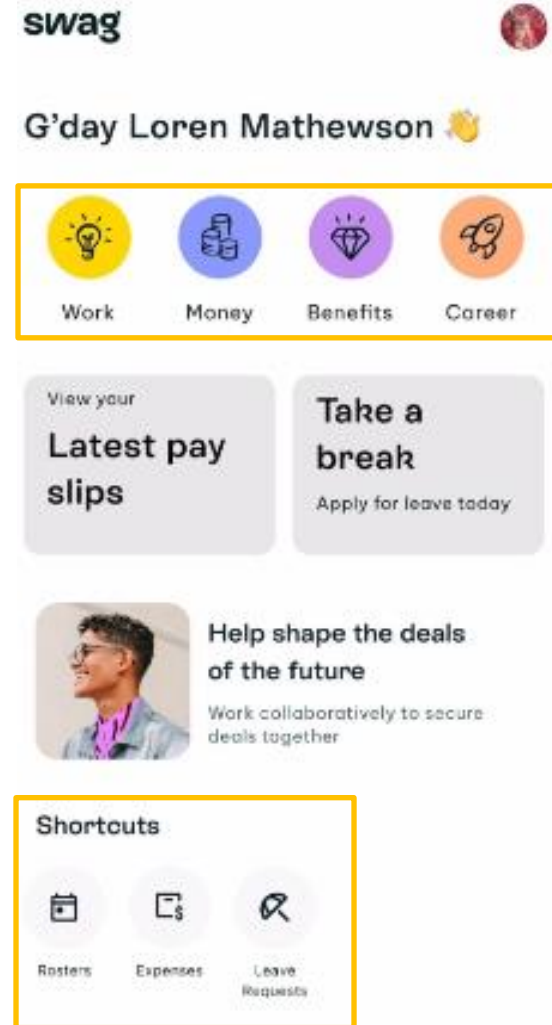 swag
G'day Loren Mathewson 👋
Work Money Benefits Career
View your
Latest pay
slips
Take a
break
Apply for leave today
Help shape the deals
of the future
Work collaboratively to secure
deals together
Shortcuts
Rosters Expenses Leave
Requests